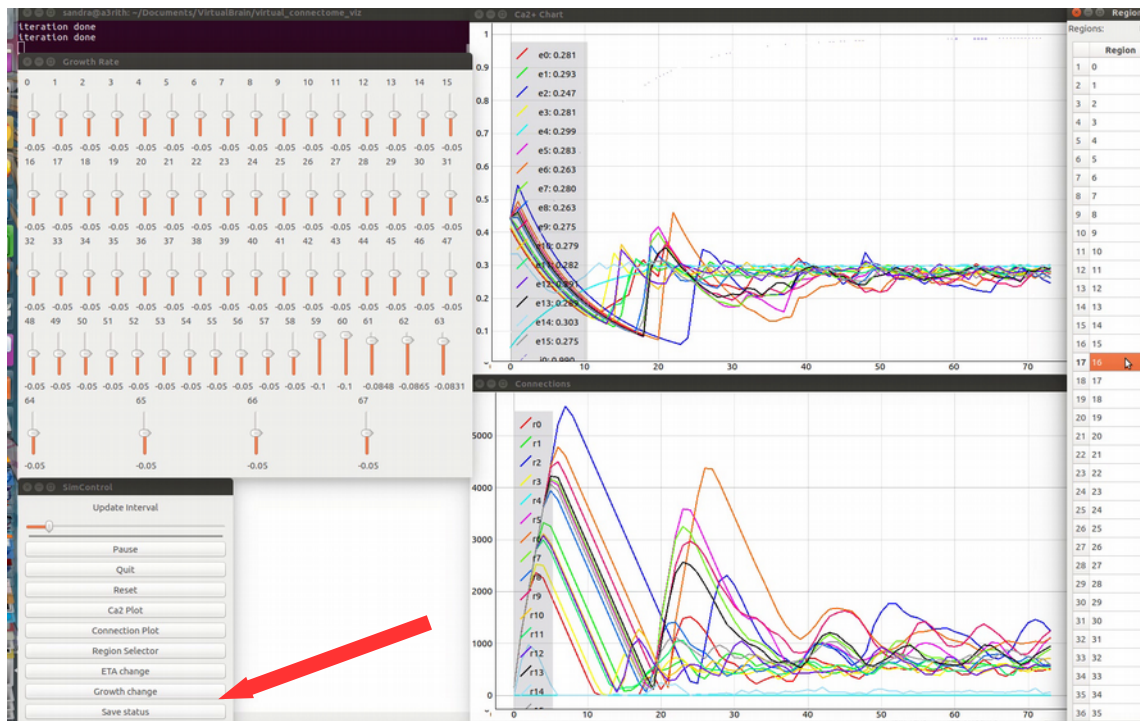 sandra@a3rith: ~/Documents/VirtualBrain/virtual_connectome_viz
iteration done
iteration done
Growth Rate
0 1 2 3 4 5 6 7 8 9 10 11 12 13 14 15
-0.05 -0.05 -0.05 -0.05 -0.05 -0.05 -0.05 -0.05 -0.05 -0.05 -0.05 -0.05 -0.05 -0.05 -0.05 -0.05
16 17 18 19 20 21 22 23 24 25 26 27 28 29 30 31
-0.05 -0.05 -0.05 -0.05 -0.05 -0.05 -0.05 -0.05 -0.05 -0.05 -0.05 -0.05 -0.05 -0.05 -0.05 -0.05
32 33 34 35 36 37 38 39 40 41 42 43 44 45 46 47
-0.05 -0.05 -0.05 -0.05 -0.05 -0.05 -0.05 -0.05 -0.05 -0.05 -0.05 -0.05 -0.05 -0.05 -0.05 -0.05
48 49 50 51 52 53 54 55 56 57 58 59 60 61 62 63
-0.05 -0.05 -0.05 -0.05 -0.05 -0.05 -0.05 -0.05 -0.05 -0.05 -0.05 -0.1 -0.1 -0.0848 -0.0865 -0.0831
64 65 66 67
-0.05 -0.05 -0.05 -0.05
SimControl
Update Interval
Pause
Quit
Reset
Ca2 Plot
Connection Plot
Region Selector
ETA change
Growth change
Save status
Ca2+ Chart
1
0.9
0.8
0.7
0.6
0.5
0.4
0.3
0.2
0.1
e0: 0.281
e1: 0.293
e2: 0.247
e3: 0.281
e4: 0.299
e5: 0.283
e6: 0.263
e7: 0.280
e8: 0.263
e9: 0.275
e10: 0.279
e11: 0.282
e12: 0.291
e13: 0.289
e14: 0.303
e15: 0.275
i0: 0.990
0 10 20 30 40 50 60 70
Connections
5000
4000
3000
2000
1000
0
r0
r1
r2
r3
r4
r5
r6
r7
r8
r9
r10
r11
r12
r13
r14
0 10 20 30 40 50 60 70
Region
Regions:
Region
1 0
2 1
3 2
4 3
5 4
6 5
7 6
8 7
9 8
10 9
11 10
12 11
13 12
14 13
15 14
16 15
17 16
18 17
19 18
20 19
21 20
22 21
23 22
24 23
25 24
26 25
27 26
28 27
29 28
30 29
31 30
32 31
33 32
34 33
35 34
36 35